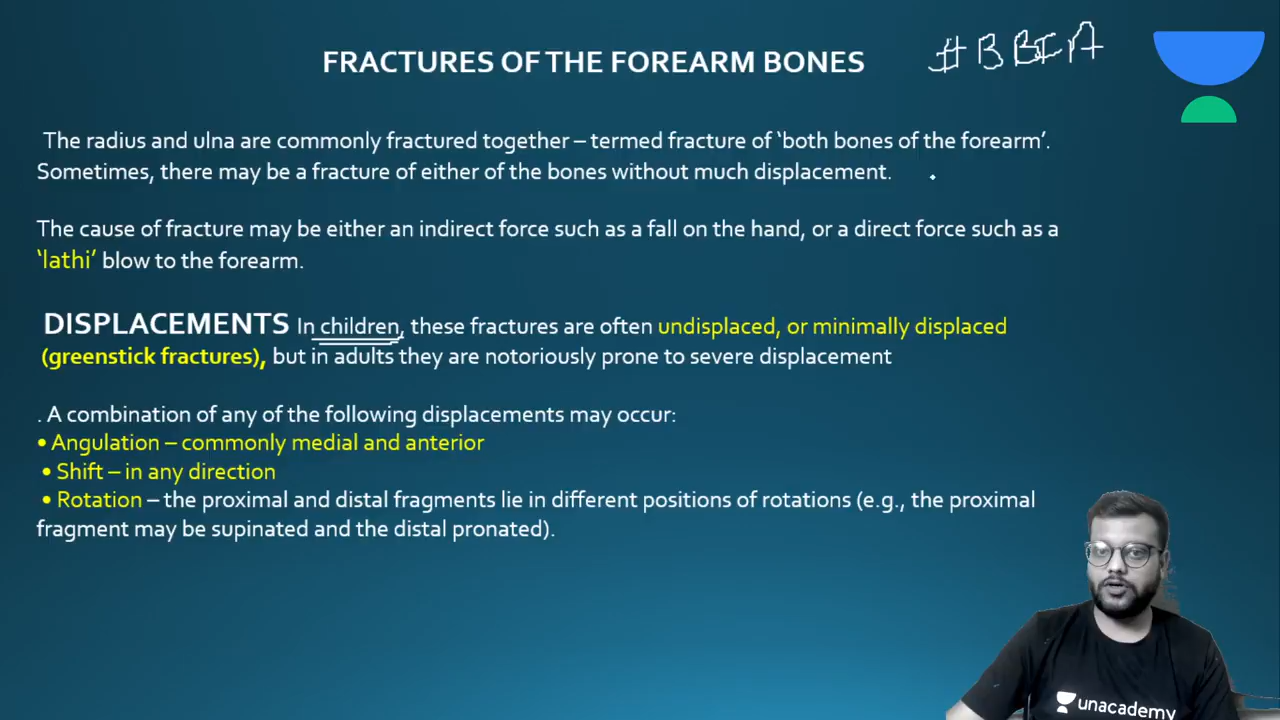 FRACTURES OF THE FOREARM BONES
The radius and ulna are commonly fractured together – termed fracture of ‘both bones of the forearm’.
Sometimes, there may be a fracture of either of the bones without much displacement.
The cause of fracture may be either an indirect force such as a fall on the hand, or a direct force such as a
‘lathi’ blow to the forearm.
DISPLACEMENTS In children, these fractures are often undisplaced, or minimally displaced
(greenstick fractures), but in adults they are notoriously prone to severe displacement
. A combination of any of the following displacements may occur:
• Angulation – commonly medial and anterior
• Shift – in any direction
• Rotation – the proximal and distal fragments lie in different positions of rotations (e.g., the proximal
fragment may be supinated and the distal pronated).
unacademy